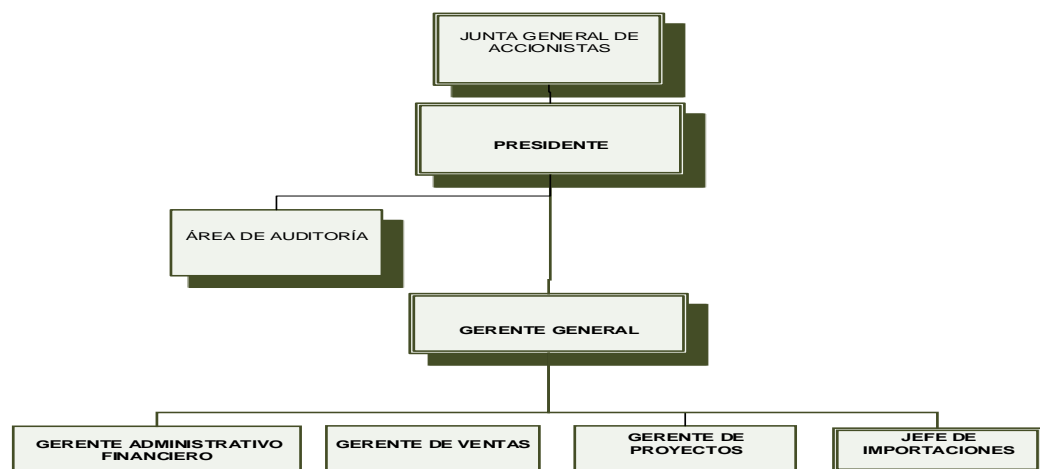 JUNTA GENERAL DE
ACCIONISTAS
PRESIDENTE
ÁREA DE AUDITORÍA
GERENTE GENERAL
GERENTE ADMINISTRATIVO
FINANCIERO
GERENTE DE VENTAS
GERENTE DE
PROYECTOS
JEFE DE
IMPORTACIONES